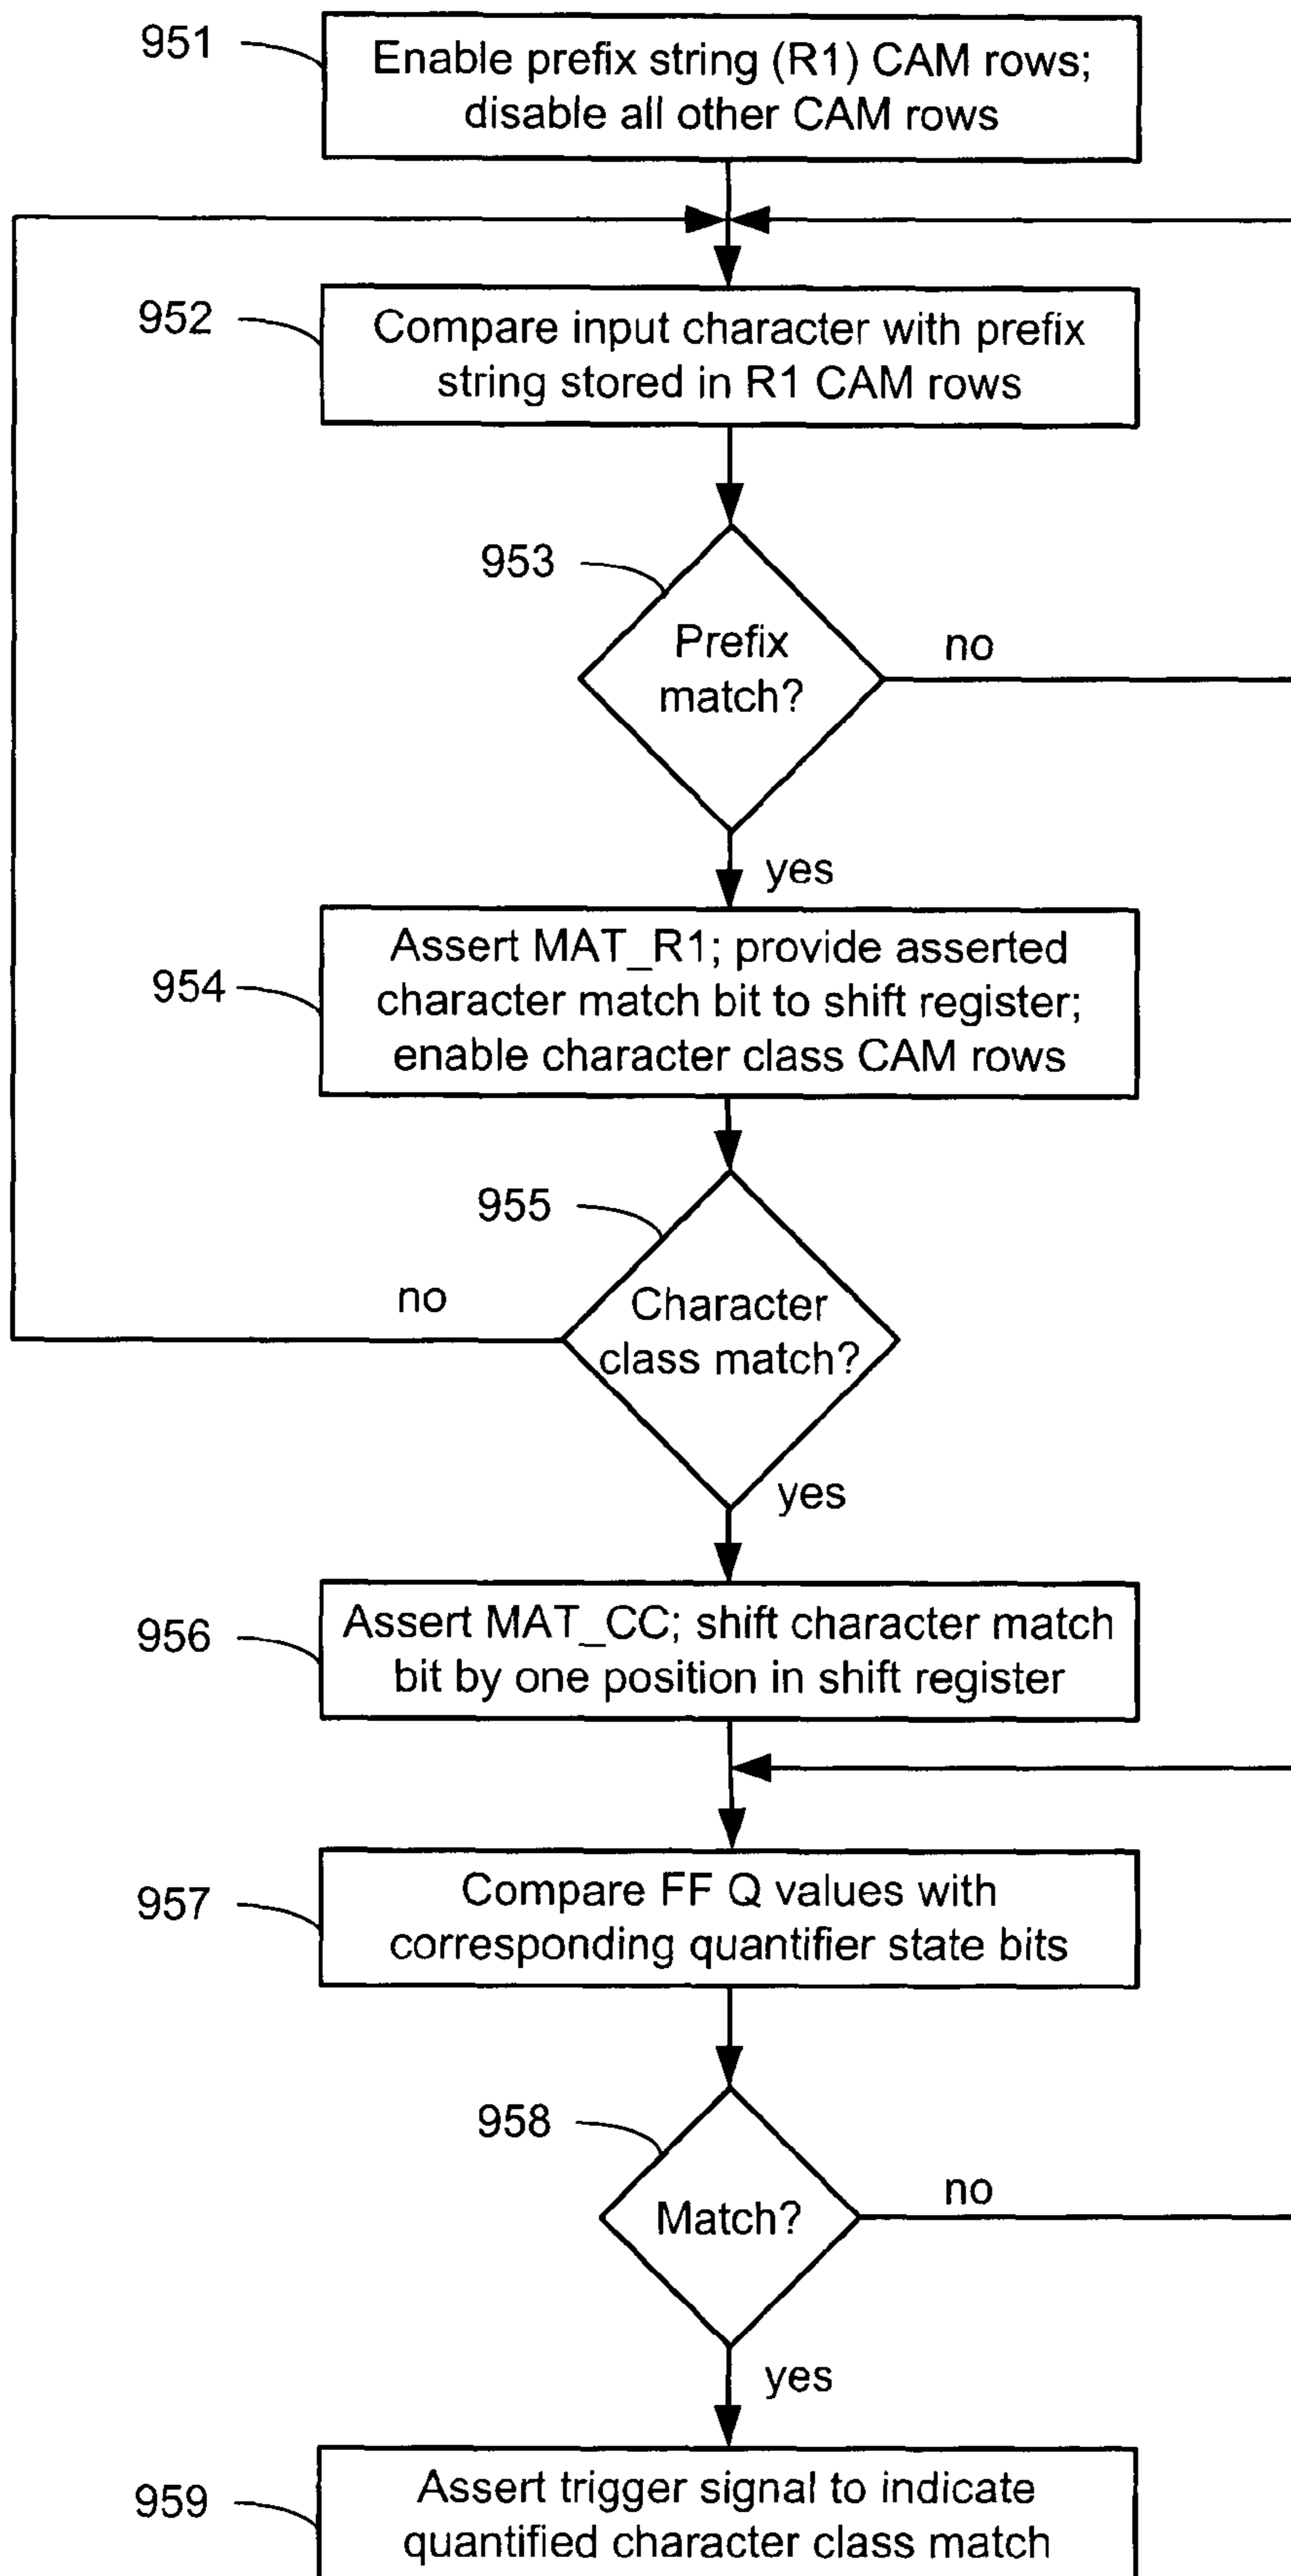 951
Enable prefix string (R1) CAM rows;
disable all other CAM rows
952
Compare input character with prefix
string stored in R1 CAM rows
953
Prefix
match?
no
yes
954
Assert MAT_R1; provide asserted
character match bit to shift register;
enable character class CAM rows
955
no
Character
class match?
yes
956
Assert MAT_CC; shift character match
bit by one position in shift register
957
Compare FF Q values with
corresponding quantifier state bits
958
Match?
no
yes
959
Assert trigger signal to indicate
quantified character class match